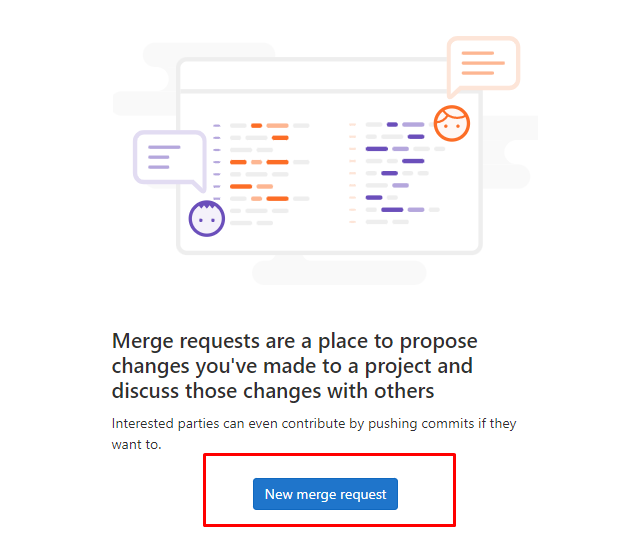 Merge requests are a place to propose
changes you've made to a project and
discuss those changes with others
Interested parties can even contribute by pushing commits if they
want to.
New merge request